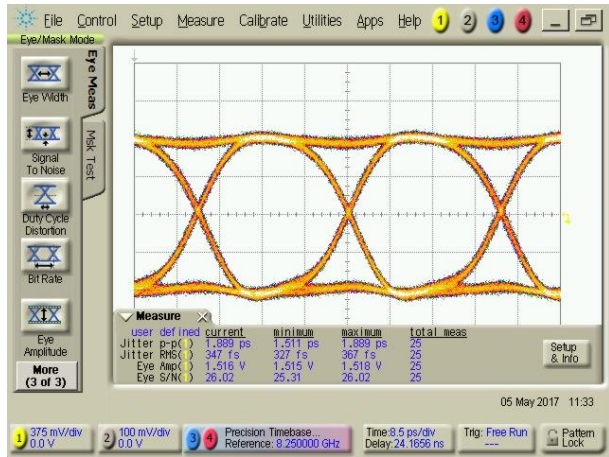 File Control Setup Measure Calibrate Utilities Apps Help 1 2 3 4
Eye/Mask Mode
Eye Meas
Msk Test
Eye Width
Signal
To Noise
Duty Cycle
Distortion
Bit Rate
Eye
Amplitude
More
(3 of 3)
Measure
user defined current minimum maximum total meas
Jitter p-p(1) 1.889 ps 1.511 ps 1.889 ps 25
Jitter RMS(1) 347 fs 327 fs 367 fs 25
Eye Amp(1) 1.516 V 1.515 V 1.518 V 25
Eye S/N(1) 26.02 25.31 26.02 25
Setup
& Info
05 May 2017 11:33
1 375 mV/div
0.0 V
2 100 mV/div
0.0 V
3 4 Precision Timebase...
Reference: 8.250000 GHz
Time:8.5 ps/div
Delay:24.1656 ns
Trig: Free Run
---
Pattern
Lock